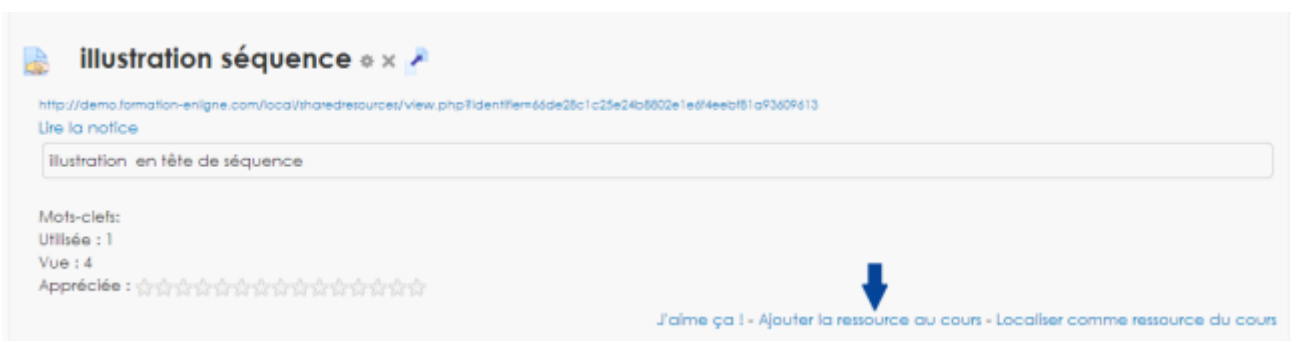 illustration séquence
http://demo.formation-enligne.com/local/sharedresources/view.php?identifier=66de28c1c25e24b8802e1e6f4eebf81a93609613
Lire la notice
illustration en tête de séquence
Mots-clefs:
Utilisée : 1
Vue : 4
Appréciée :
J'aime ça ! - Ajouter la ressource au cours - Localiser comme ressource du cours